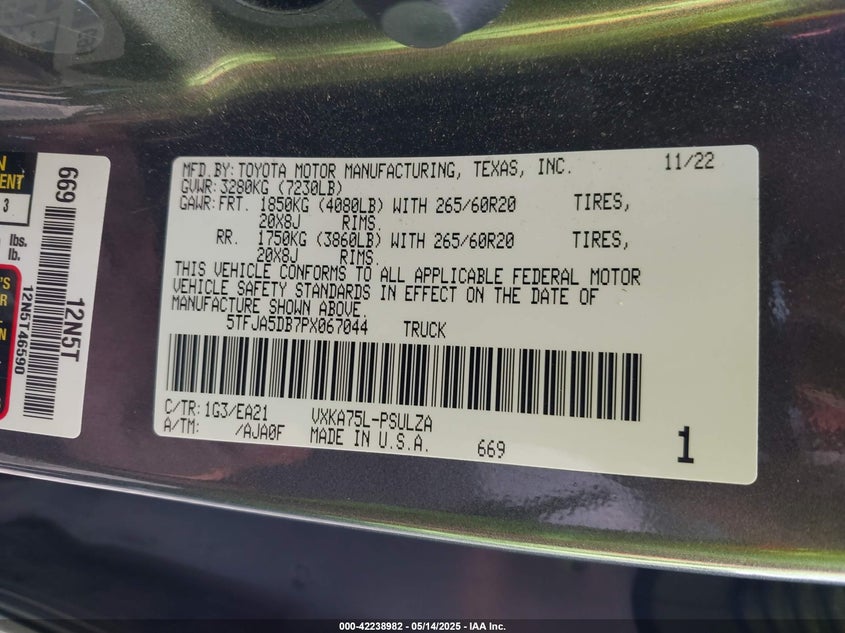 MFD.BY:TOYOTA MOTOR MANUFACTURING, TEXAS, INC. 11/22
GVWR:3280KG (7230LB)
GAWR:FRT. 1850KG (4080LB) WITH 265/60R20 TIRES,
20X8J RIMS.
RR. 1750KG (3860LB) WITH 265/60R20 TIRES,
20X8J RIMS.
THIS VEHICLE CONFORMS TO ALL APPLICABLE FEDERAL MOTOR
VEHICLE SAFETY STANDARDS IN EFFECT ON THE DATE OF
MANUFACTURE SHOWN ABOVE.
5TFJA5DB7PX067044 TRUCK
C/TR:1G3/EA21 VXKA75L-PSULZA
A/TM: /AJA0F MADE IN U.S.A. 669
1
669
12N5T
12N5T46590
3
lbs.
lb.
000-42238982 — 05/14/2025 - IAA Inc.